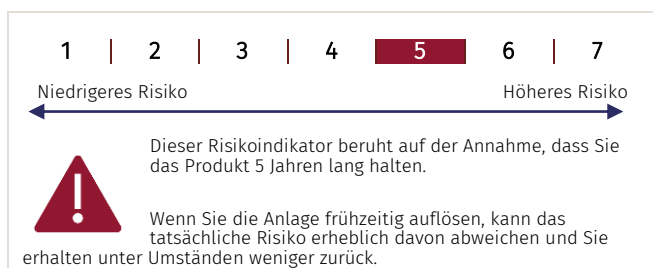 1 | 2 | 3 | 4 | 5 | 6 | 7
Niedrigeres Risiko Höheres Risiko
Dieser Risikoindikator beruht auf der Annahme, dass Sie
das Produkt 5 Jahren lang halten.
Wenn Sie die Anlage frühzeitig auflösen, kann das
tatsächliche Risiko erheblich davon abweichen und Sie
erhalten unter Umständen weniger zurück.